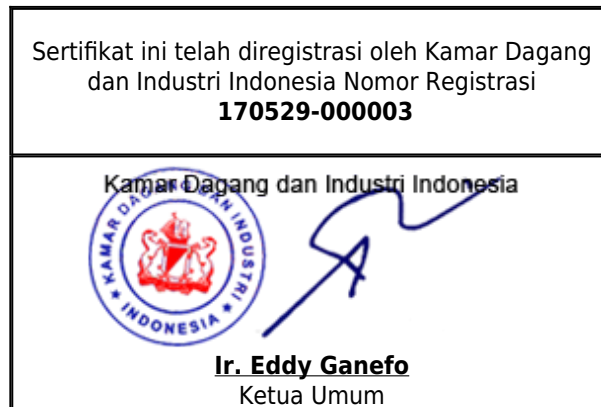 Sertifikat ini telah diregistrasi oleh Kamar Dagang
dan Industri Indonesia Nomor Registrasi
170529-000003
Kamar Dagang dan Industri Indonesia
KAMAR DAGANG DAN INDUSTRI
INDONESIA
Ir. Eddy Ganefo
Ketua Umum